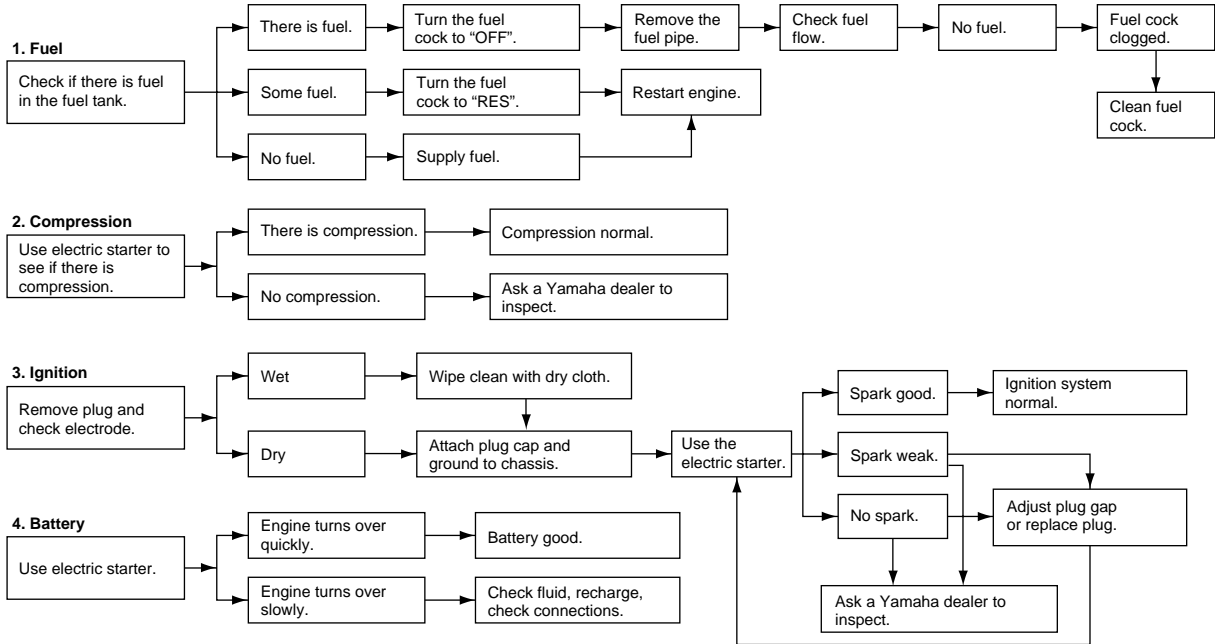 1. Fuel
Check if there is fuel
in the fuel tank.
There is fuel.
Turn the fuel
cock to “OFF”.
Remove the
fuel pipe.
Check fuel
flow.
No fuel.
Fuel cock
clogged.
Clean fuel
cock.
Some fuel.
Turn the fuel
cock to “RES”.
Restart engine.
No fuel.
Supply fuel.
2. Compression
Use electric starter to
see if there is
compression.
There is compression.
Compression normal.
No compression.
Ask a Yamaha dealer to
inspect.
3. Ignition
Remove plug and
check electrode.
Wet
Wipe clean with dry cloth.
Dry
Attach plug cap and
ground to chassis.
Use the
electric starter.
Spark good.
Ignition system
normal.
Spark weak.
No spark.
Adjust plug gap
or replace plug.
Ask a Yamaha dealer to
inspect.
4. Battery
Use electric starter.
Engine turns over
quickly.
Battery good.
Engine turns over
slowly.
Check fluid, recharge,
check connections.